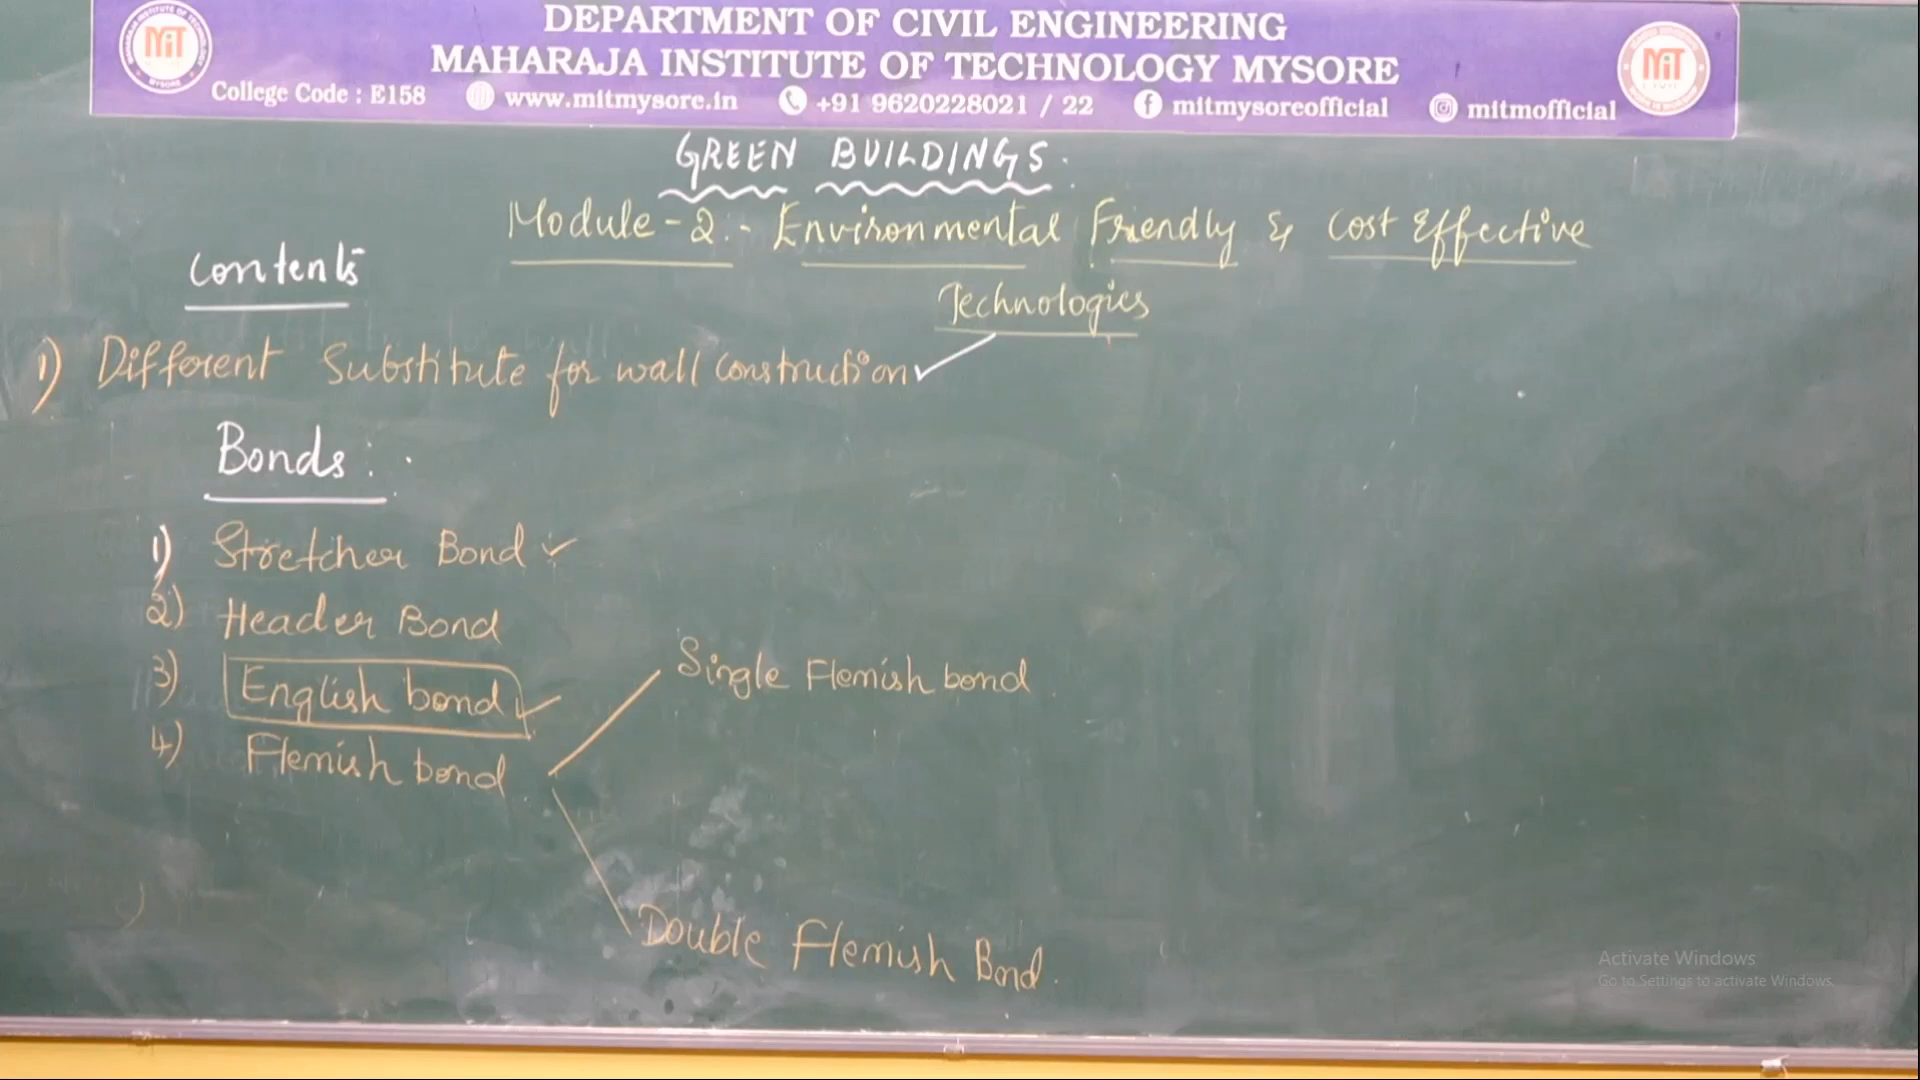 DEPARTMENT OF CIVIL ENGINEERING
MAHARAJA INSTITUTE OF TECHNOLOGY MYSORE
College Code : E158 www.mitmysore.in +91 9620228021 / 22 mitmysoreofficial mitmofficial
MIT
MIT
GREEN BUILDINGS.
Module-2:- Environmental Friendly & Cost Effective
Technologies
Contents
1) Different Substitute for wall construction
Bonds:
1) Stretcher Bond
2) Header Bond
3) English bond
4) Flemish bond
Single Flemish bond
Double Flemish Bond.
Activate Windows
Go to Settings to activate Windows.